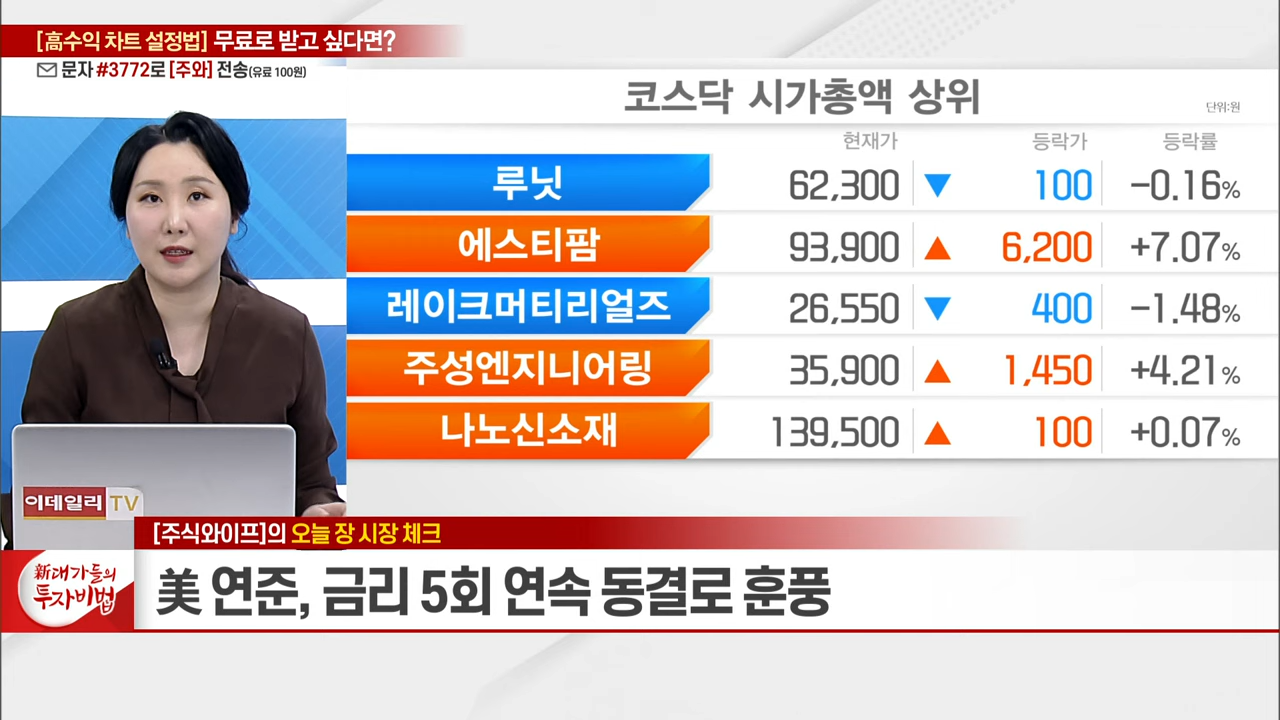 [高수익 차트 설정법] 무료로 받고 싶다면?
문자 #3772로 [주와] 전송(유료 100원)
코스닥 시가총액 상위
단위:원
현재가 등락가 등락률
루닛 62,300 ▼ 100 -0.16%
에스티팜 93,900 ▲ 6,200 +7.07%
레이크머티리얼즈 26,550 ▼ 400 -1.48%
주성엔지니어링 35,900 ▲ 1,450 +4.21%
나노신소재 139,500 ▲ 100 +0.07%
이데일리 TV
[주식와이프]의 오늘 장 시장 체크
新대가들의
투자비법
美 연준, 금리 5회 연속 동결로 훈풍